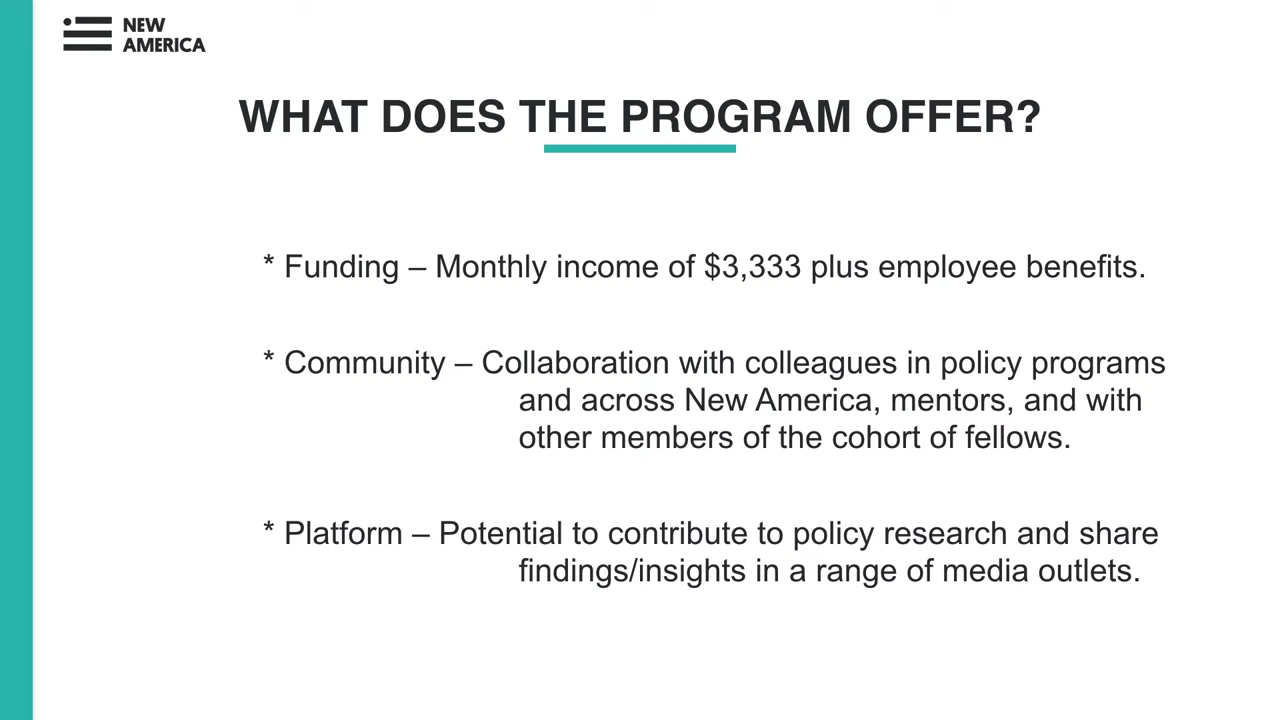 NEW
AMERICA
WHAT DOES THE PROGRAM OFFER?
* Funding – Monthly income of $3,333 plus employee benefits.
* Community – Collaboration with colleagues in policy programs
and across New America, mentors, and with
other members of the cohort of fellows.
* Platform – Potential to contribute to policy research and share
findings/insights in a range of media outlets.